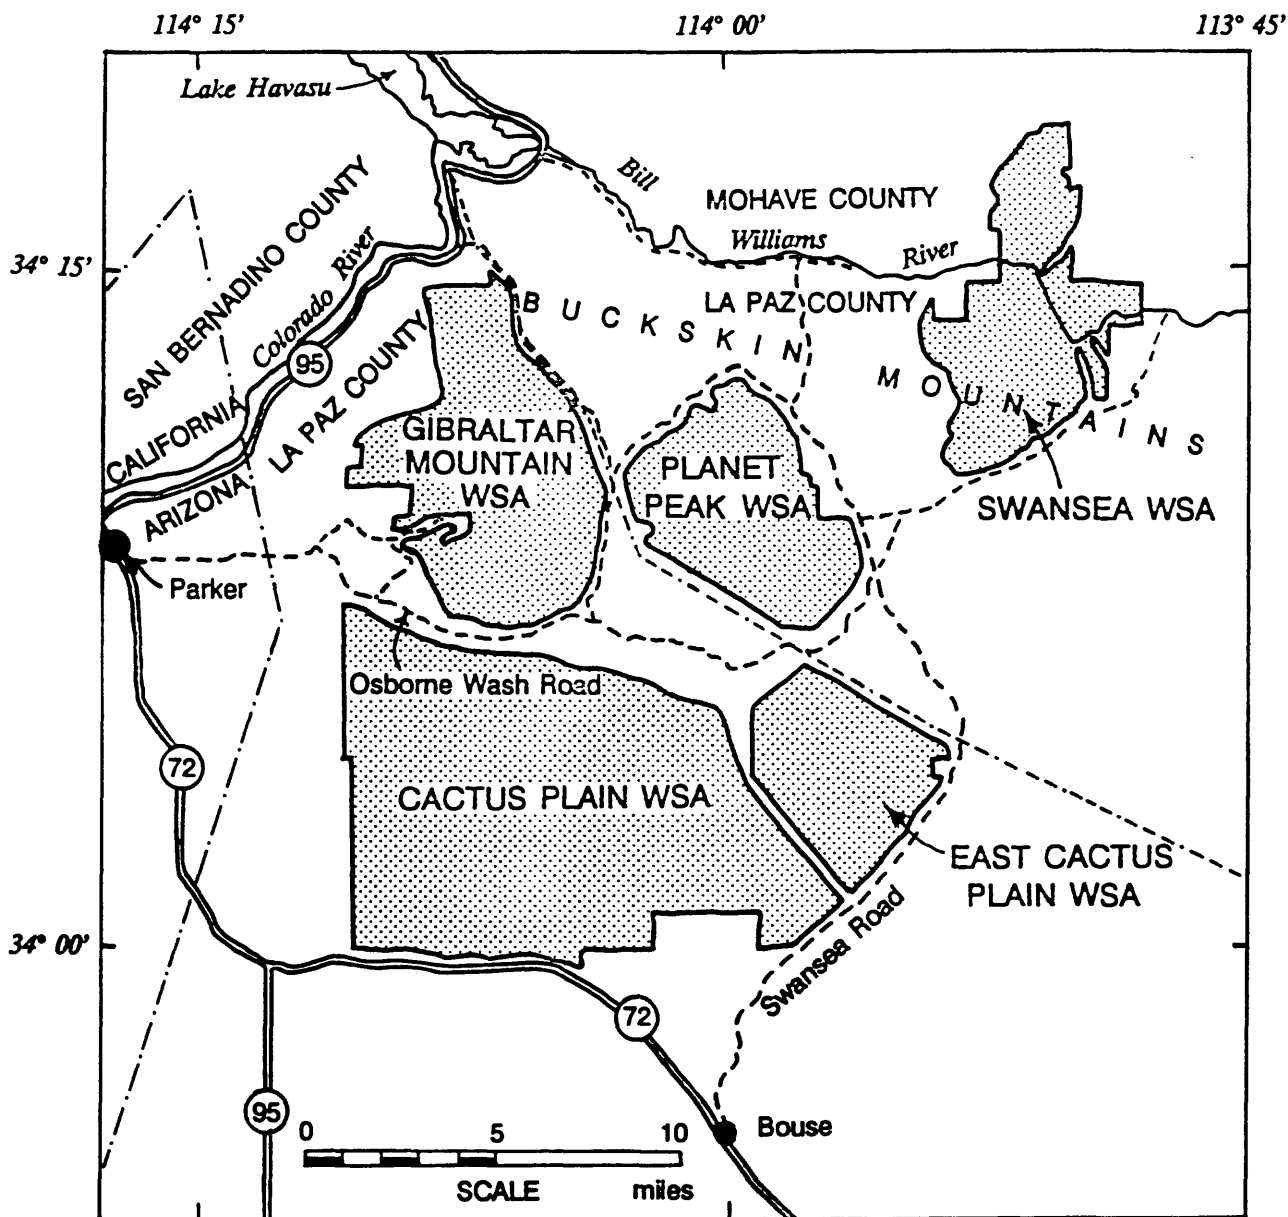 114° 15'
114° 00'
113° 45'
Lake Havasu
Bill
MOHAVE COUNTY
Williams
River
34° 15'
SAN BERNADINO COUNTY
Colorado River
95
LA PAZ COUNTY
BUCKSKIN
LA PAZ COUNTY
MOUNTAINS
CALIFORNIA
ARIZONA
GIBRALTAR
MOUNTAIN
WSA
PLANET
PEAK WSA
SWANSEA WSA
Parker
Osborne Wash Road
72
CACTUS PLAIN WSA
EAST CACTUS
PLAIN WSA
34° 00'
Swansea Road
72
95
Bouse
0 5 10
SCALE miles